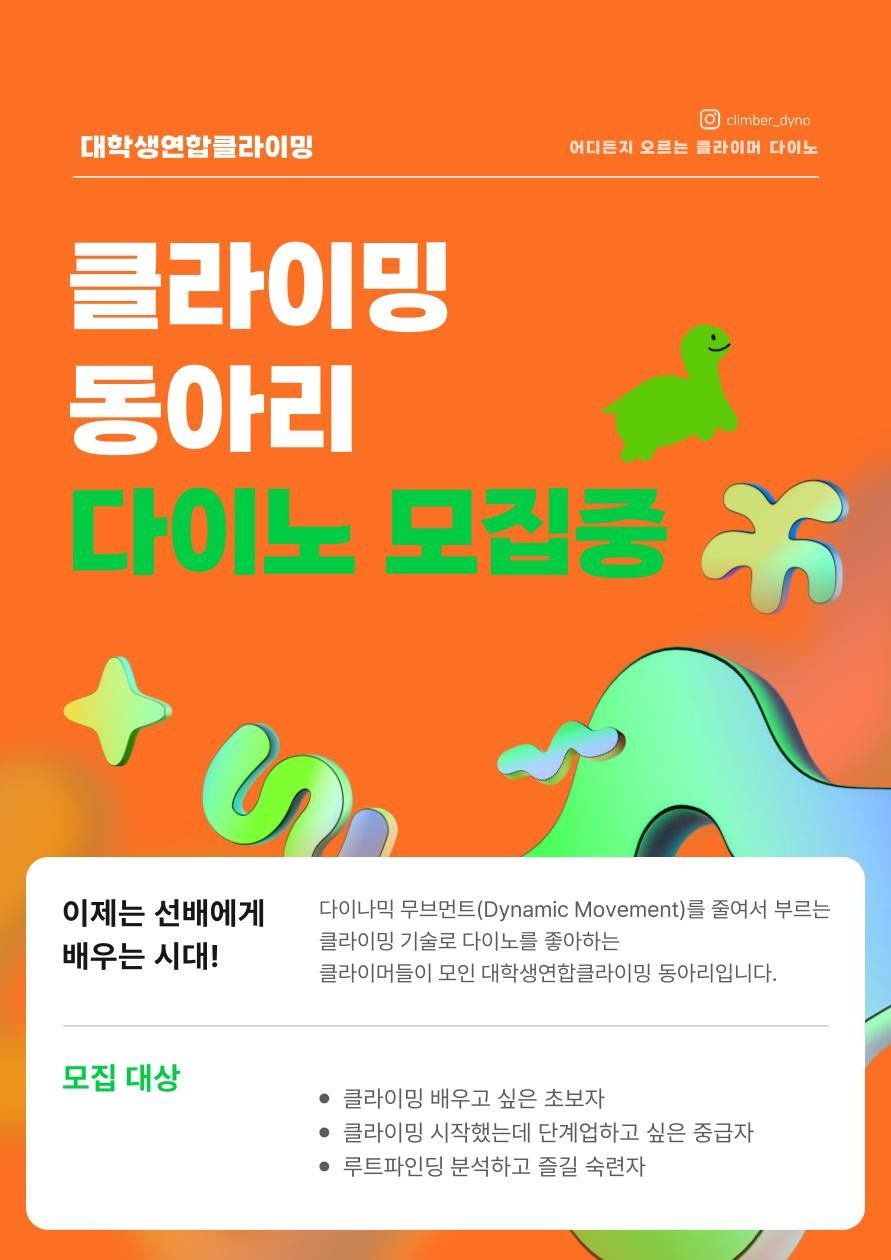 climber_dyno
대학생연합클라이밍
어디든지 오르는 클라이머 다이노
클라이밍
동아리
다이노 모집중
이제는 선배에게
배우는 시대!
다이나믹 무브먼트(Dynamic Movement)를 줄여서 부르는
클라이밍 기술로 다이노를 좋아하는
클라이머들이 모인 대학생연합클라이밍 동아리입니다.
모집 대상
• 클라이밍 배우고 싶은 초보자
• 클라이밍 시작했는데 단계업하고 싶은 중급자
• 루트파인딩 분석하고 즐길 숙련자